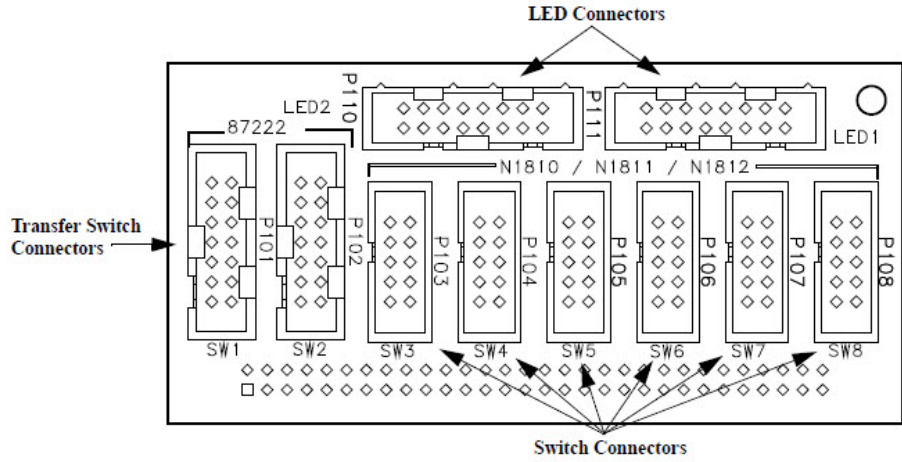 LED Connectors
P110
P111
LED2
LED1
87222
N1810 / N1811 / N1812
Transfer Switch
Connectors
P101
P102
P103
P104
P105
P106
P107
P108
SW1
SW2
SW3
SW4
SW5
SW6
SW7
SW8
Switch Connectors